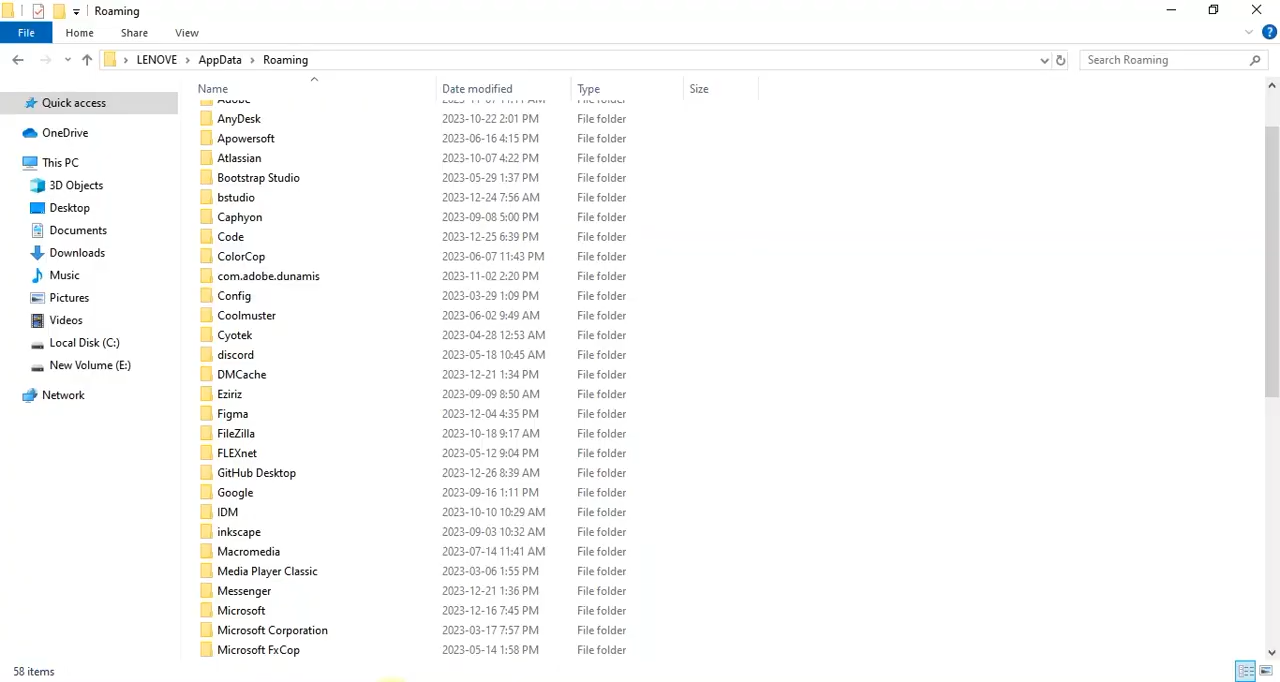 Roaming
File Home Share View
LENOVE AppData Roaming Search Roaming
Name Date modified Type Size
Adobe 2023-11-07 11:11 AM File folder
AnyDesk 2023-10-22 2:01 PM File folder
Apowersoft 2023-06-16 4:15 PM File folder
Atlassian 2023-10-07 4:22 PM File folder
Bootstrap Studio 2023-05-29 1:37 PM File folder
bstudio 2023-12-24 7:56 AM File folder
Caphyon 2023-09-08 5:00 PM File folder
Code 2023-12-25 6:39 PM File folder
ColorCop 2023-06-07 11:43 PM File folder
com.adobe.dunamis 2023-11-02 2:20 PM File folder
Config 2023-03-29 1:09 PM File folder
Coolmuster 2023-06-02 9:49 AM File folder
Cyotek 2023-04-28 12:53 AM File folder
discord 2023-05-18 10:45 AM File folder
DMCache 2023-12-21 1:34 PM File folder
Eziriz 2023-09-09 8:50 AM File folder
Figma 2023-12-04 4:35 PM File folder
FileZilla 2023-10-18 9:17 AM File folder
FLEXnet 2023-05-12 9:04 PM File folder
GitHub Desktop 2023-12-26 8:39 AM File folder
Google 2023-09-16 1:11 PM File folder
IDM 2023-10-10 10:29 AM File folder
inkscape 2023-09-03 10:32 AM File folder
Macromedia 2023-07-14 11:41 AM File folder
Media Player Classic 2023-03-06 1:55 PM File folder
Messenger 2023-12-21 1:36 PM File folder
Microsoft 2023-12-16 7:45 PM File folder
Microsoft Corporation 2023-03-17 7:57 PM File folder
Microsoft FxCop 2023-05-14 1:58 PM File folder
Quick access
OneDrive
This PC
3D Objects
Desktop
Documents
Downloads
Music
Pictures
Videos
Local Disk (C:)
New Volume (E:)
Network
58 items